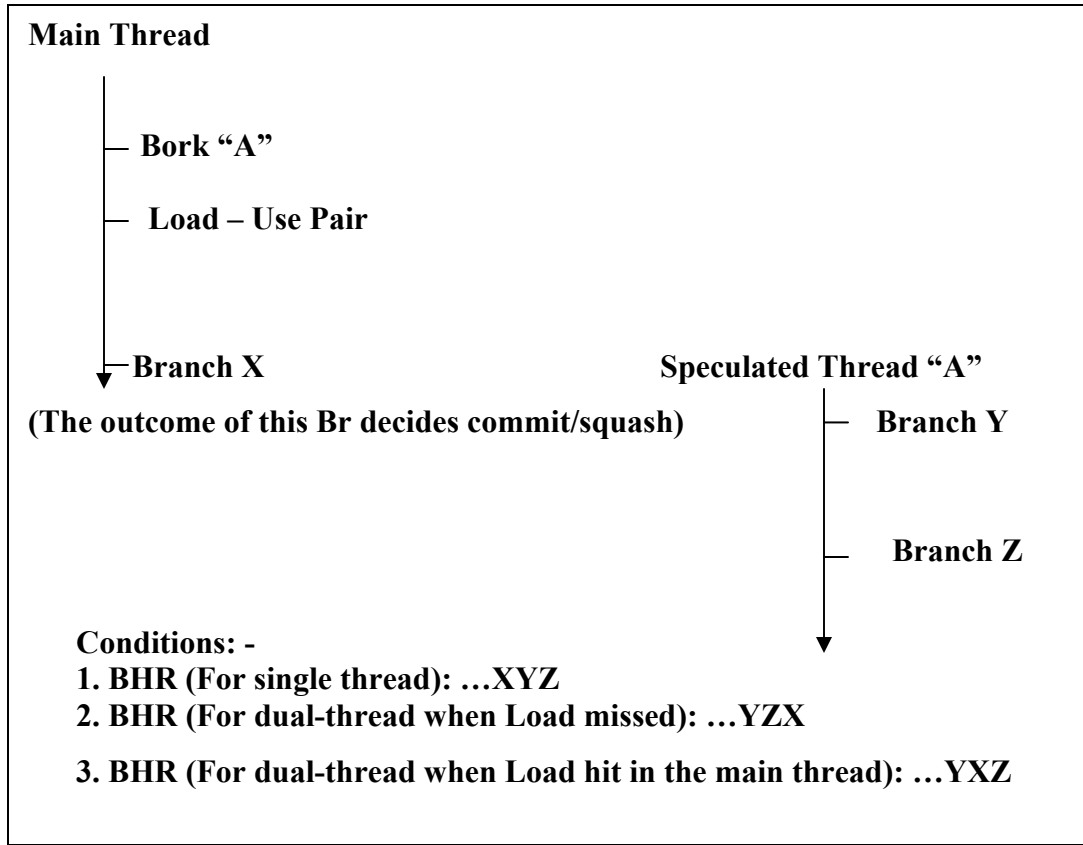 Main Thread
Bork “A”
Load – Use Pair
Branch X
Speculated Thread “A”
(The outcome of this Br decides commit/squash)
Branch Y
Branch Z
Conditions: -
1. BHR (For single thread): …XYZ
2. BHR (For dual-thread when Load missed): …YZX
3. BHR (For dual-thread when Load hit in the main thread): …YXZ